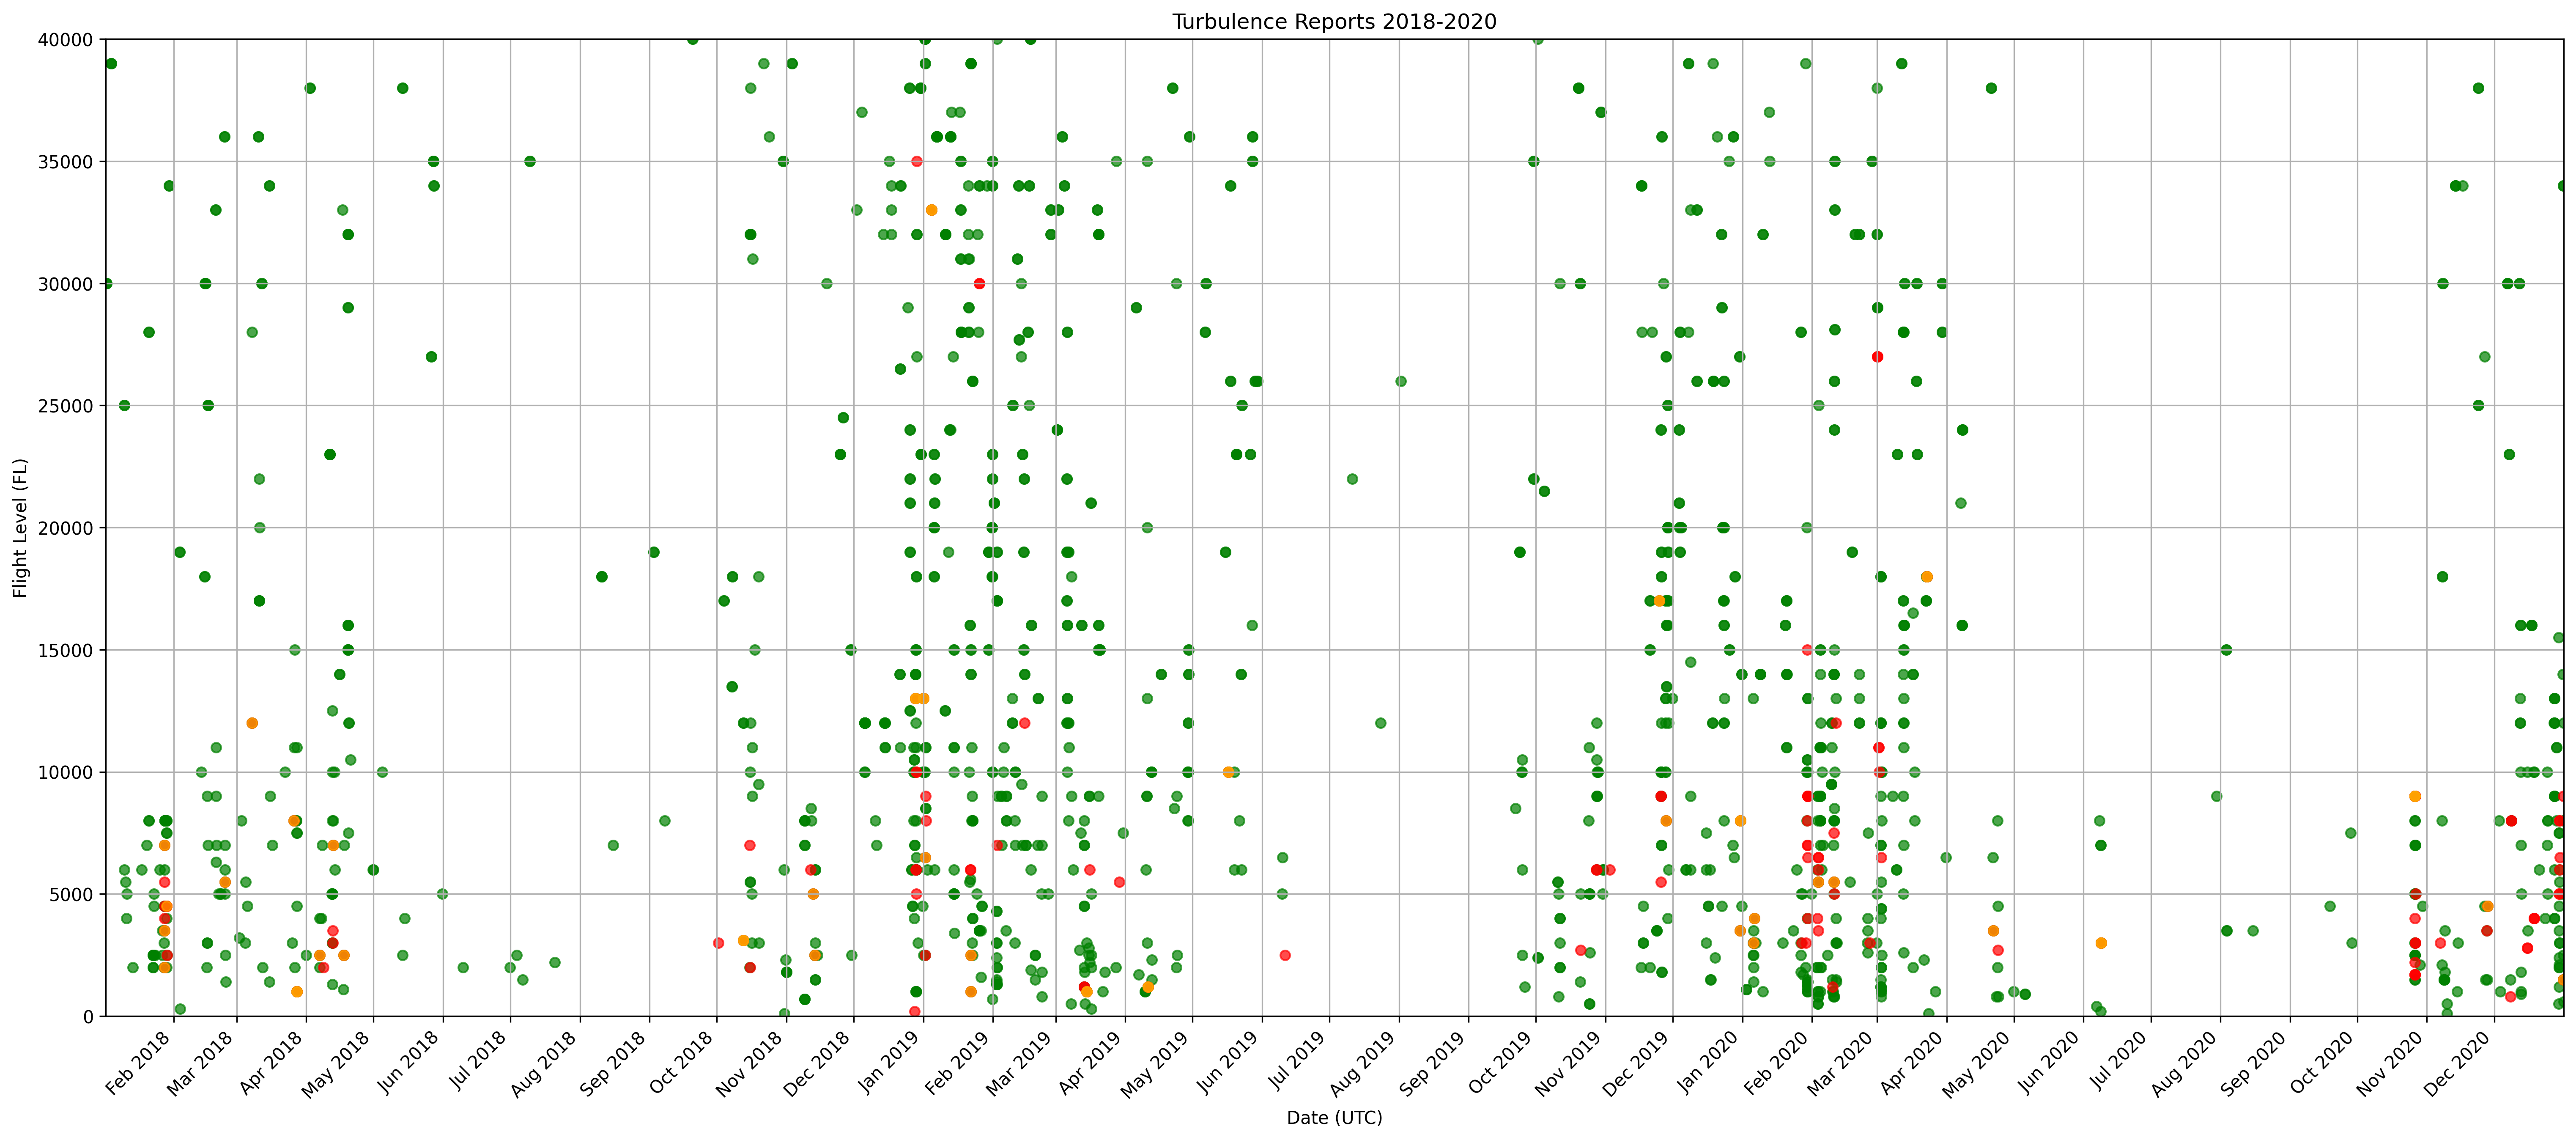 Turbulence Reports 2018-2020
Flight Level (FL)
40000
35000
30000
25000
20000
15000
10000
5000
0
Feb 2018
Mar 2018
Apr 2018
May 2018
Jun 2018
Jul 2018
Aug 2018
Sep 2018
Oct 2018
Nov 2018
Dec 2018
Jan 2019
Feb 2019
Mar 2019
Apr 2019
May 2019
Jun 2019
Jul 2019
Aug 2019
Sep 2019
Oct 2019
Nov 2019
Dec 2019
Jan 2020
Feb 2020
Mar 2020
Apr 2020
May 2020
Jun 2020
Jul 2020
Aug 2020
Sep 2020
Oct 2020
Nov 2020
Dec 2020
Date (UTC)